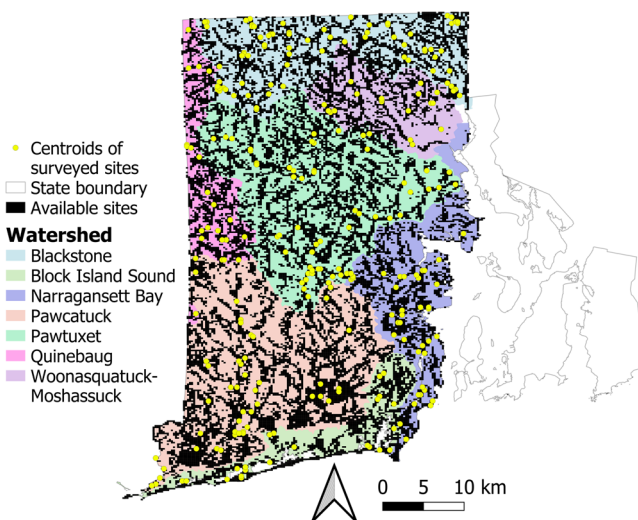 Centroids of
surveyed sites
State boundary
Available sites
Watershed
Blackstone
Block Island Sound
Narragansett Bay
Pawcatuck
Pawtuxet
Quinebaug
Woonasquatuck-
Moshassuck
0 5 10 km